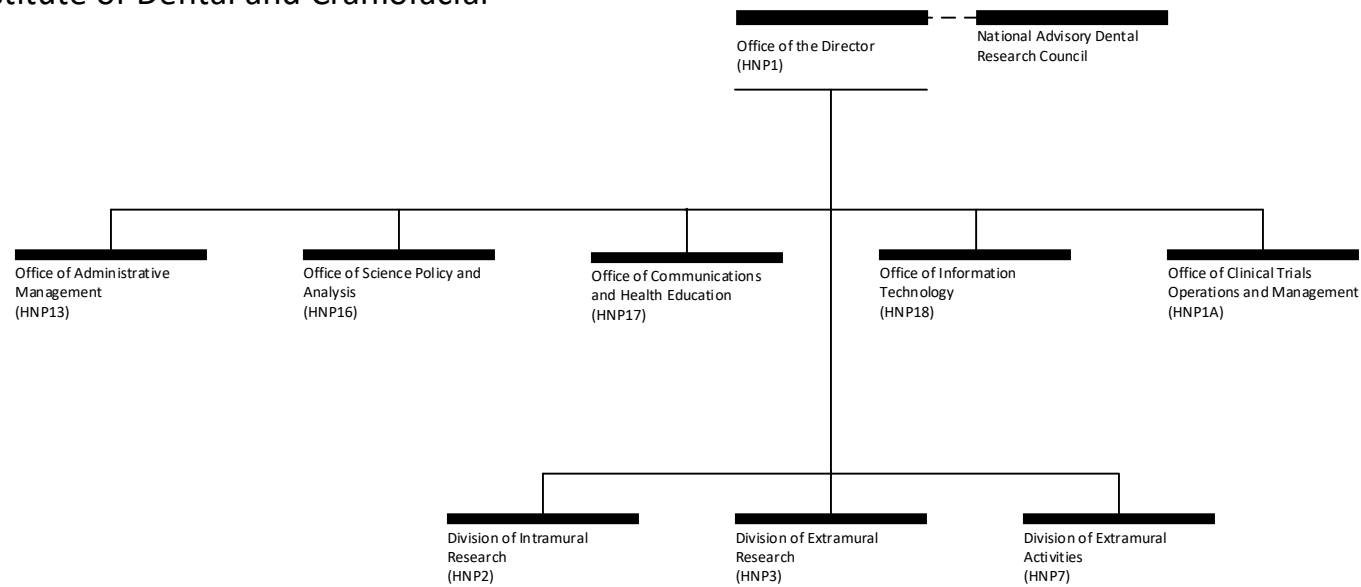 stitute of Dental and Craniofacial
Office of the Director
(HNP1)
National Advisory Dental
Research Council
Office of Administrative
Management
(HNP13)
Office of Science Policy and
Analysis
(HNP16)
Office of Communications
and Health Education
(HNP17)
Office of Information
Technology
(HNP18)
Office of Clinical Trials
Operations and Management
(HNP1A)
Division of Intramural
Research
(HNP2)
Division of Extramural
Research
(HNP3)
Division of Extramural
Activities
(HNP7)